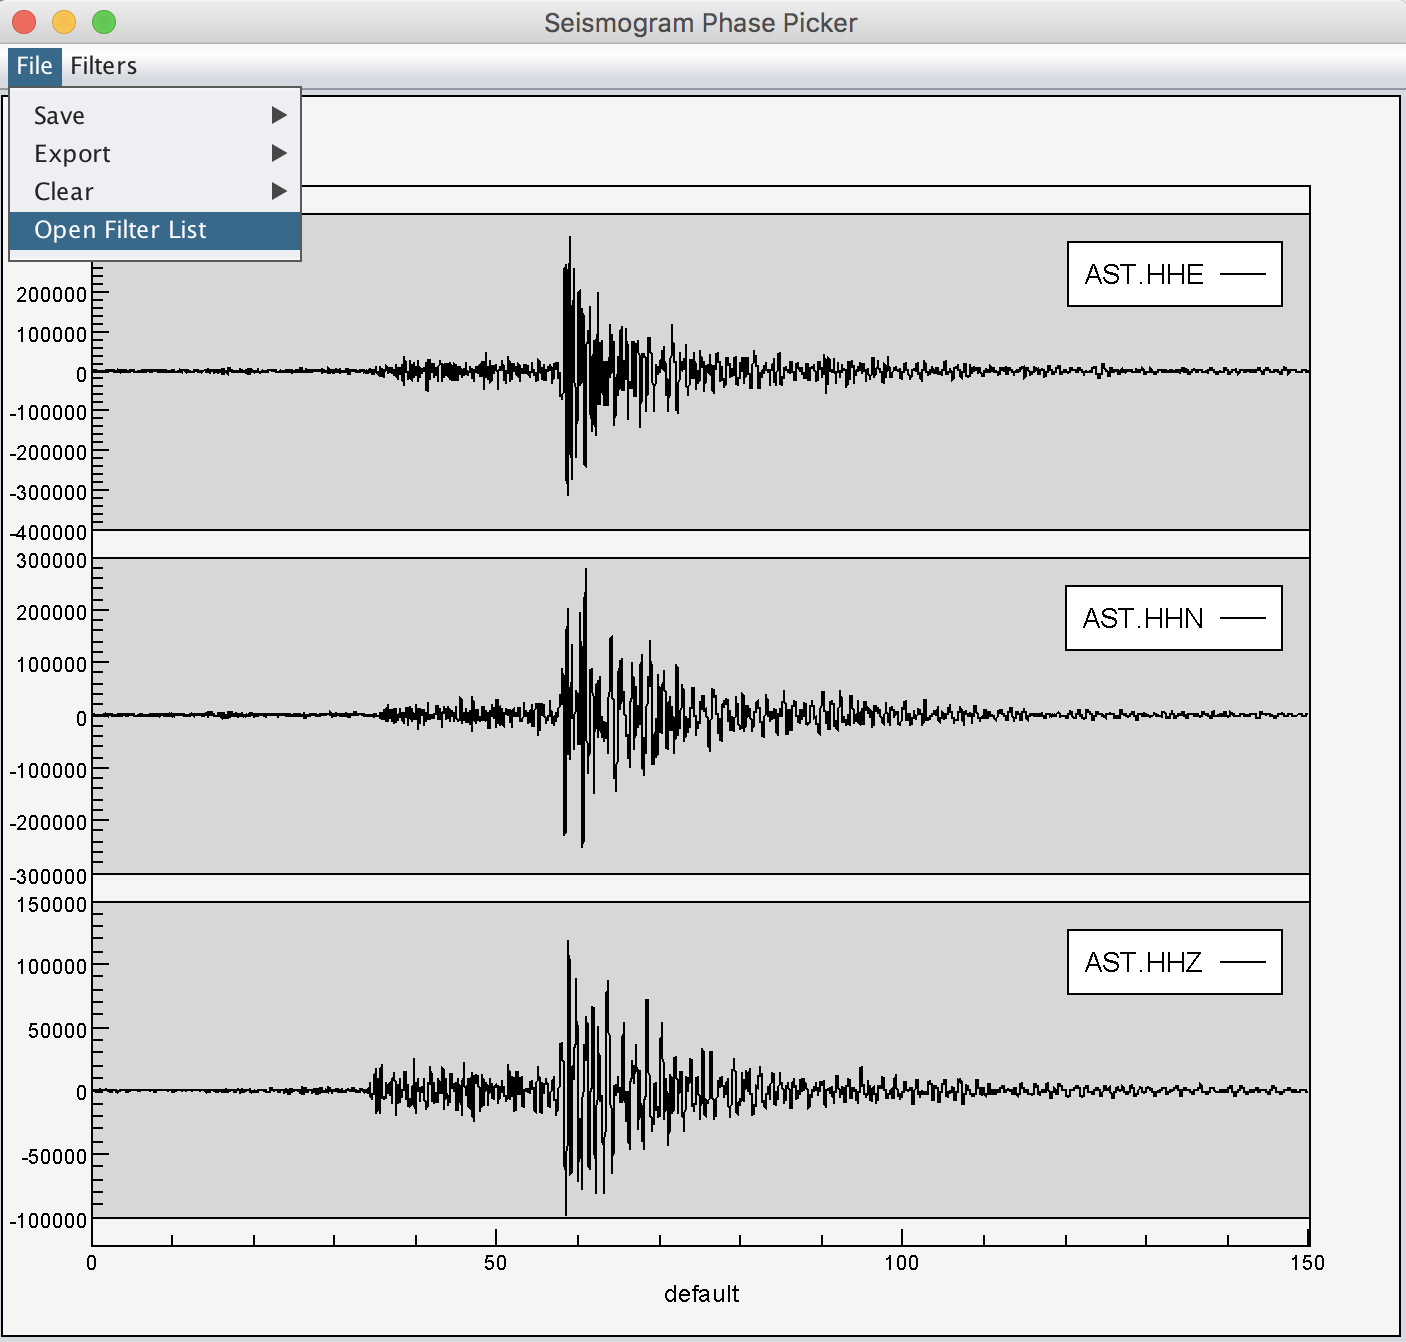 Seismogram Phase Picker
File Filters
Save
Export
Clear
Open Filter List
AST.HHE
200000
100000
0
-100000
-200000
-300000
-400000
300000
AST.HHN
200000
100000
0
-100000
-200000
-300000
150000
AST.HHZ
100000
50000
0
-50000
-100000
0 50 100 150
default